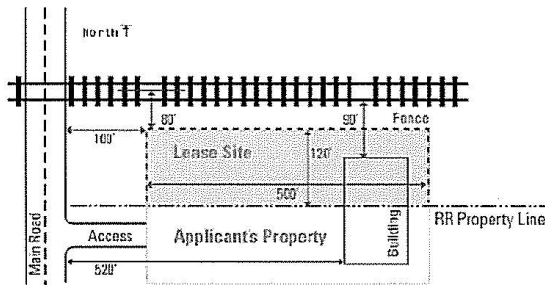 North
80'
90'
Fence
100'
Lease Site
120'
500'
RR Property Line
Access
Applicant's Property
Building
Main Road
520'